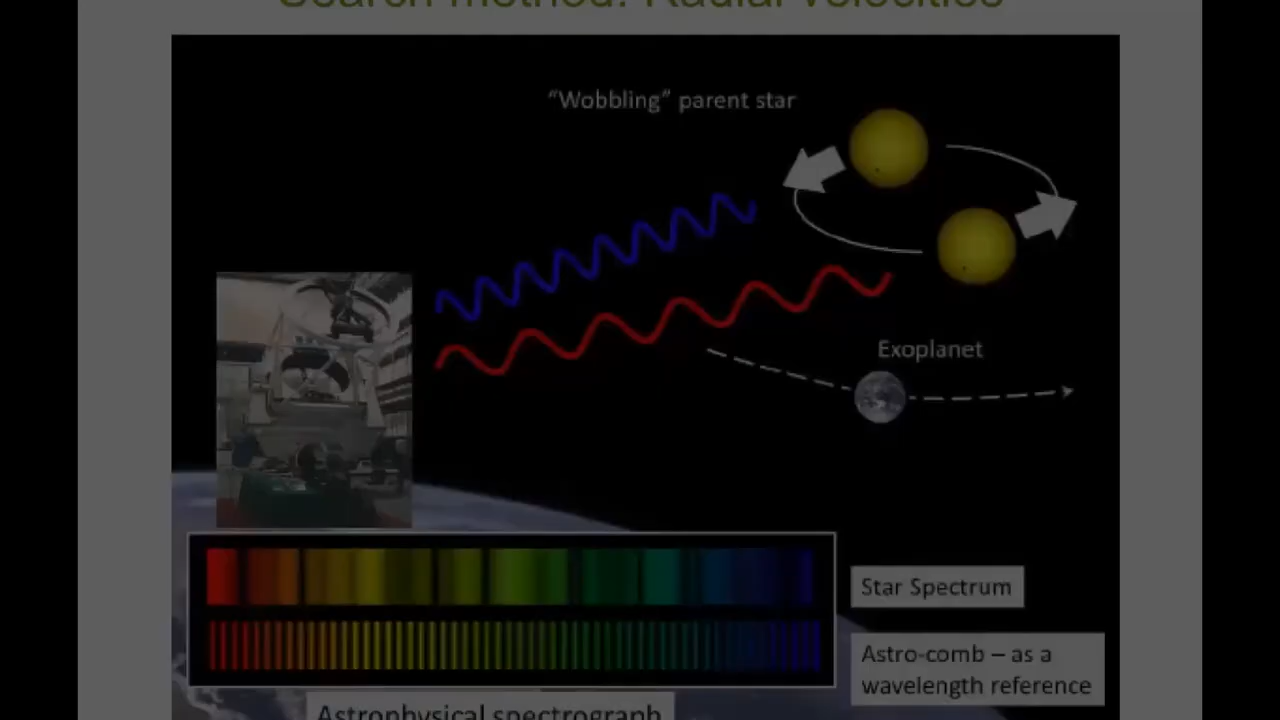 Search method: Radial velocities
“Wobbling” parent star
Exoplanet
Star Spectrum
Astro-comb – as a
wavelength reference
Astrophysical spectrograph